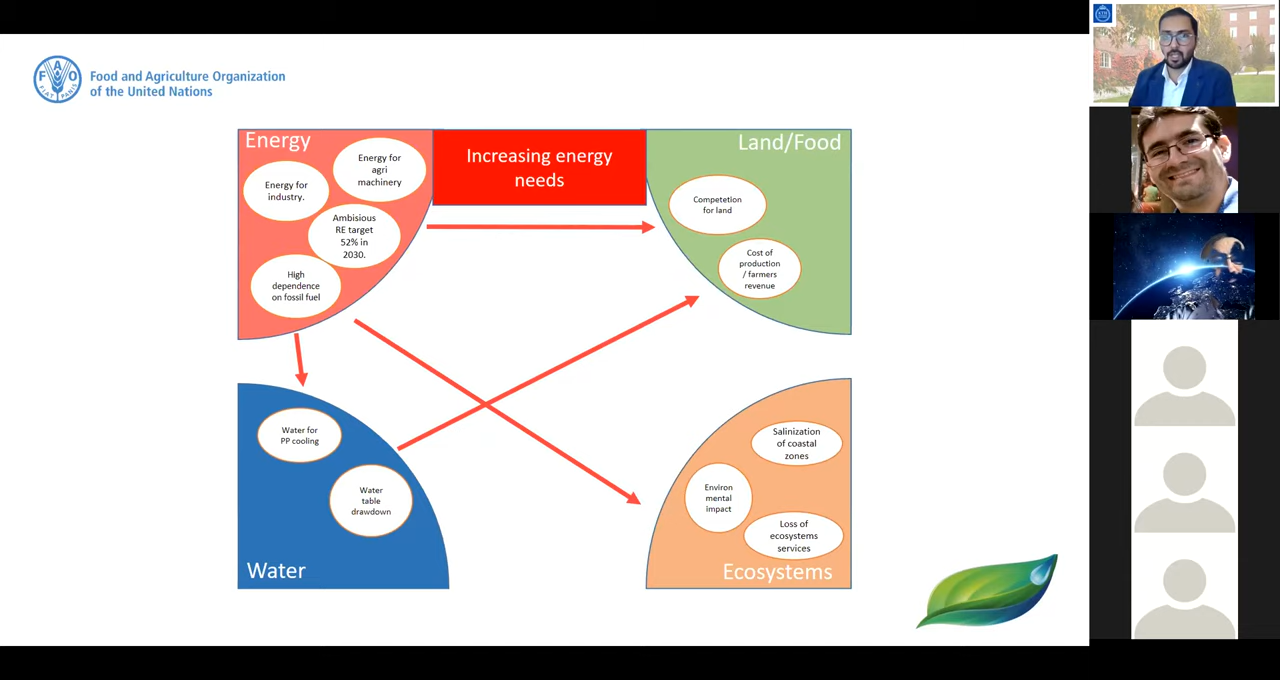 F A O
FIAT PANIS
Food and Agriculture Organization
of the United Nations
Energy
Energy for
agri
machinery
Energy for
industry.
Ambisious
RE target
52% in
2030.
High
dependence
on fossil fuel
Increasing energy
needs
Land/Food
Competetion
for land
Cost of
production
/ farmers
revenue
Water for
PP cooling
Water
table
drawdown
Water
Salinization
of coastal
zones
Environ
mental
impact
Loss of
ecosystems
services
Ecosystems
KTH